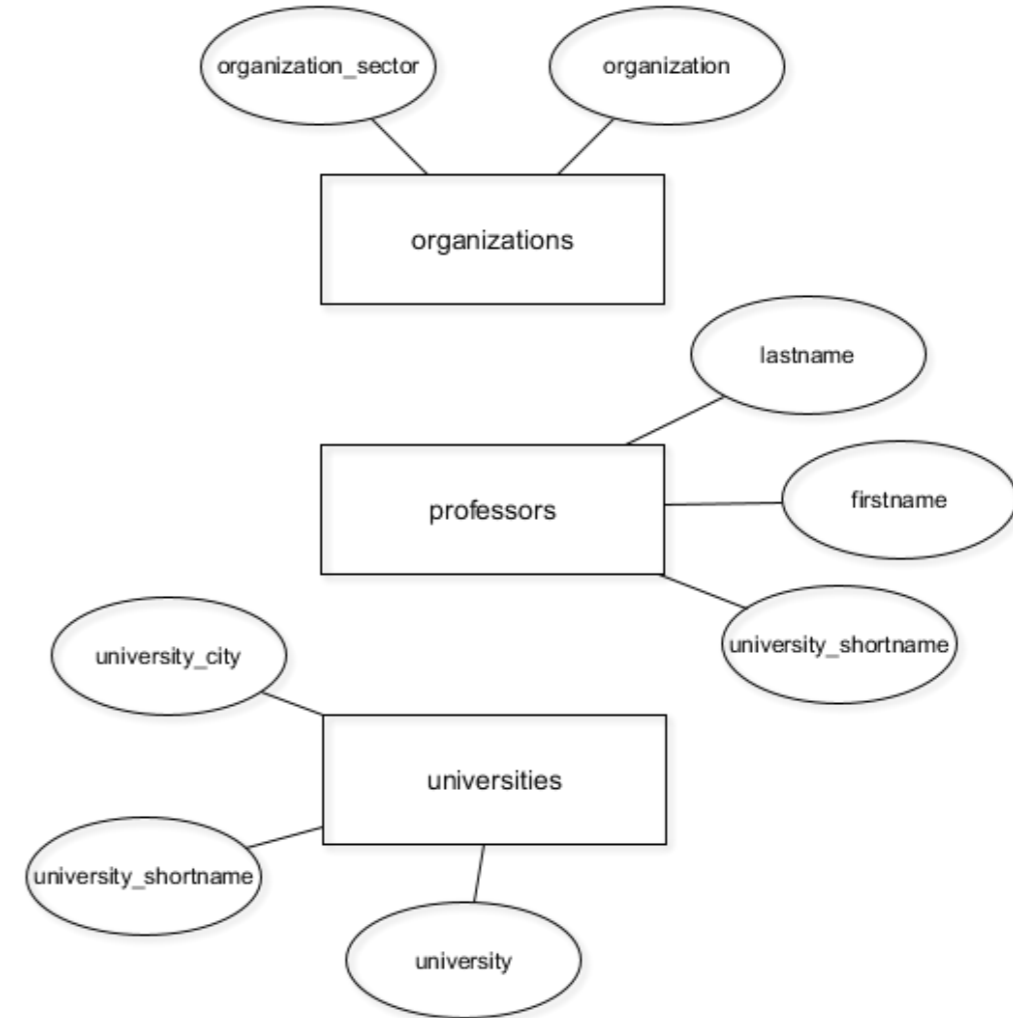 organization_sector
organization
organizations
lastname
professors
firstname
university_shortname
university_city
universities
university_shortname
university